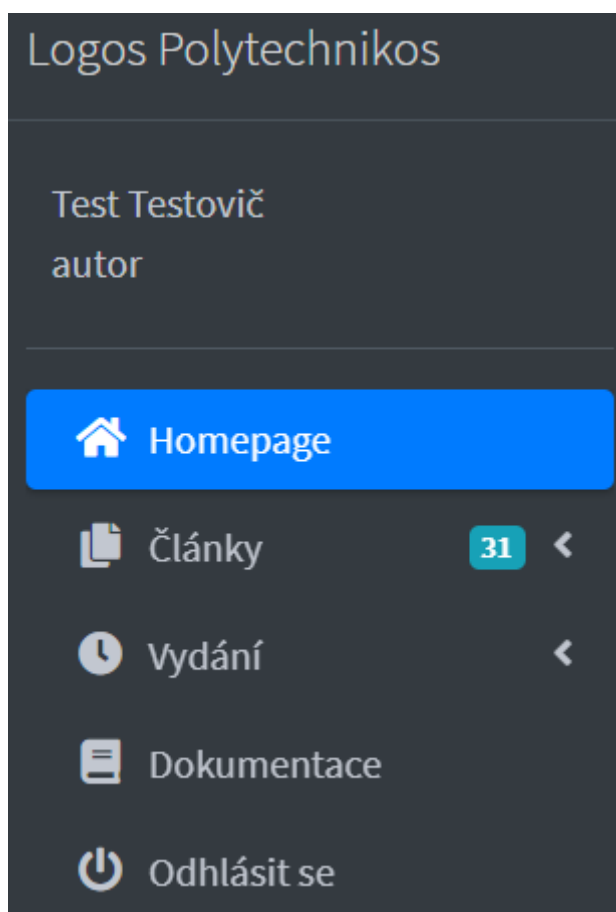 Logos Polytechnikos
Test Testovič
autor
Homepage
Články 31
Vydání
Dokumentace
Odhlásit se